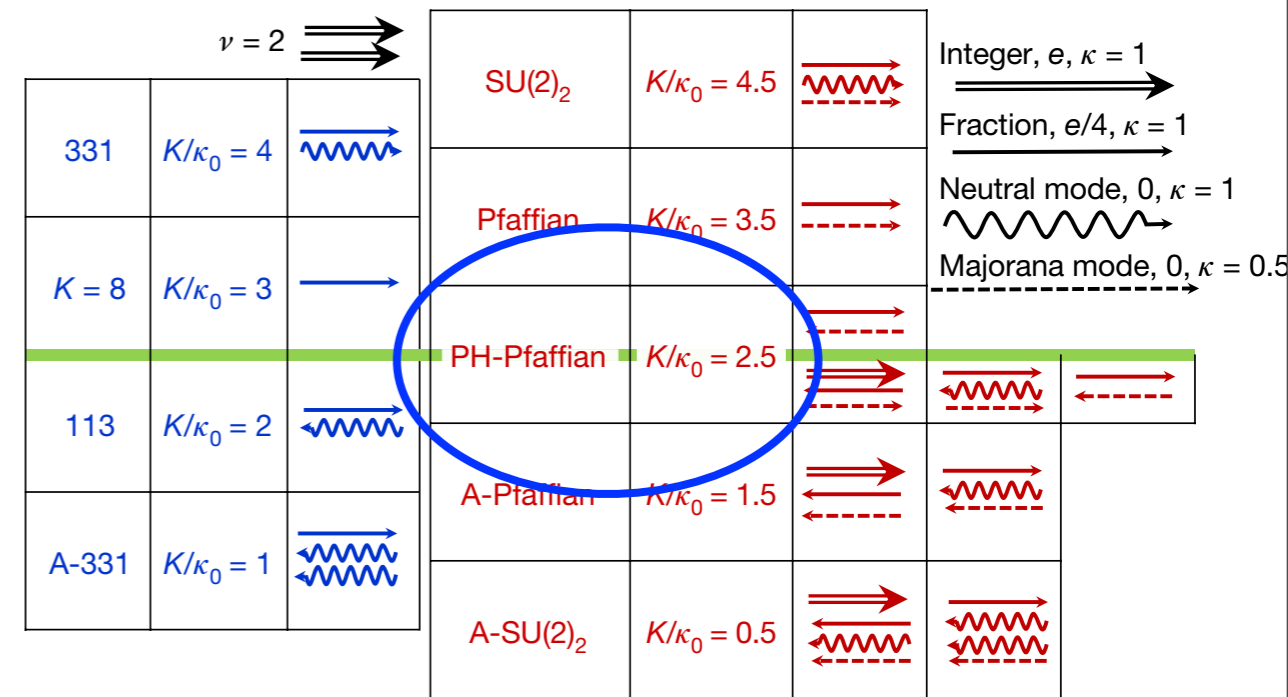 ν = 2
331 K/κ₀ = 4
K = 8 K/κ₀ = 3
113 K/κ₀ = 2
A-331 K/κ₀ = 1
SU(2)₂ K/κ₀ = 4.5
Pfaffian K/κ₀ = 3.5
PH-Pfaffian K/κ₀ = 2.5
A-Pfaffian K/κ₀ = 1.5
A-SU(2)₂ K/κ₀ = 0.5
Integer, e, κ = 1
Fraction, e/4, κ = 1
Neutral mode, 0, κ = 1
Majorana mode, 0, κ = 0.5